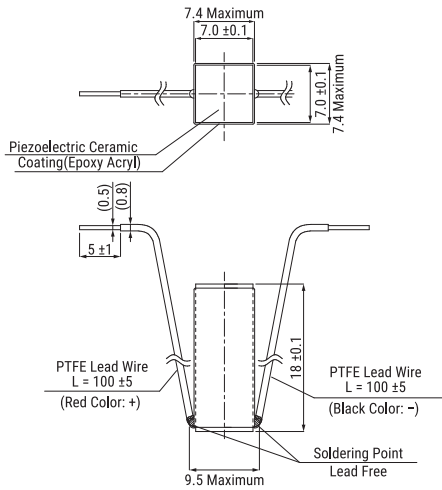 7.4 Maximum
7.0 ±0.1
7.0 ±0.1
7.4 Maximum
Piezoelectric Ceramic
Coating(Epoxy Acryl)
(0.5)
(0.8)
5 ±1
18 ±0.1
PTFE Lead Wire
L = 100 ±5
(Red Color: +)
PTFE Lead Wire
L = 100 ±5
(Black Color: −)
Soldering Point
Lead Free
9.5 Maximum